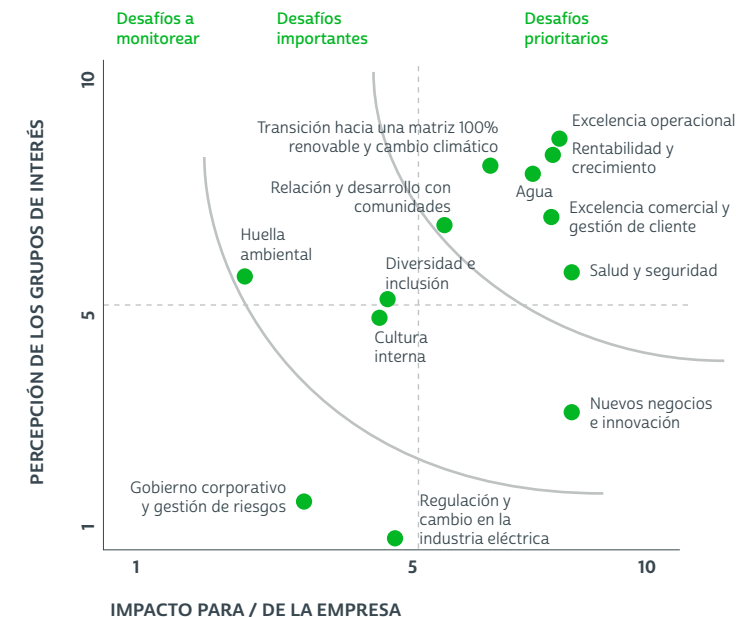 Desafíos a
monitorear
Desafíos
importantes
Desafíos
prioritarios
PERCEPCIÓN DE LOS GRUPOS DE INTERÉS
10
5
1
Excelencia operacional
Transición hacia una matriz 100%
renovable y cambio climático
Rentabilidad y
crecimiento
Agua
Relación y desarrollo con
comunidades
Excelencia comercial y
gestión de cliente
Huella
ambiental
Diversidad e
inclusión
Salud y seguridad
Cultura
interna
Nuevos negocios
e innovación
Gobierno corporativo
y gestión de riesgos
Regulación y
cambio en la
industria eléctrica
1
5
10
IMPACTO PARA / DE LA EMPRESA